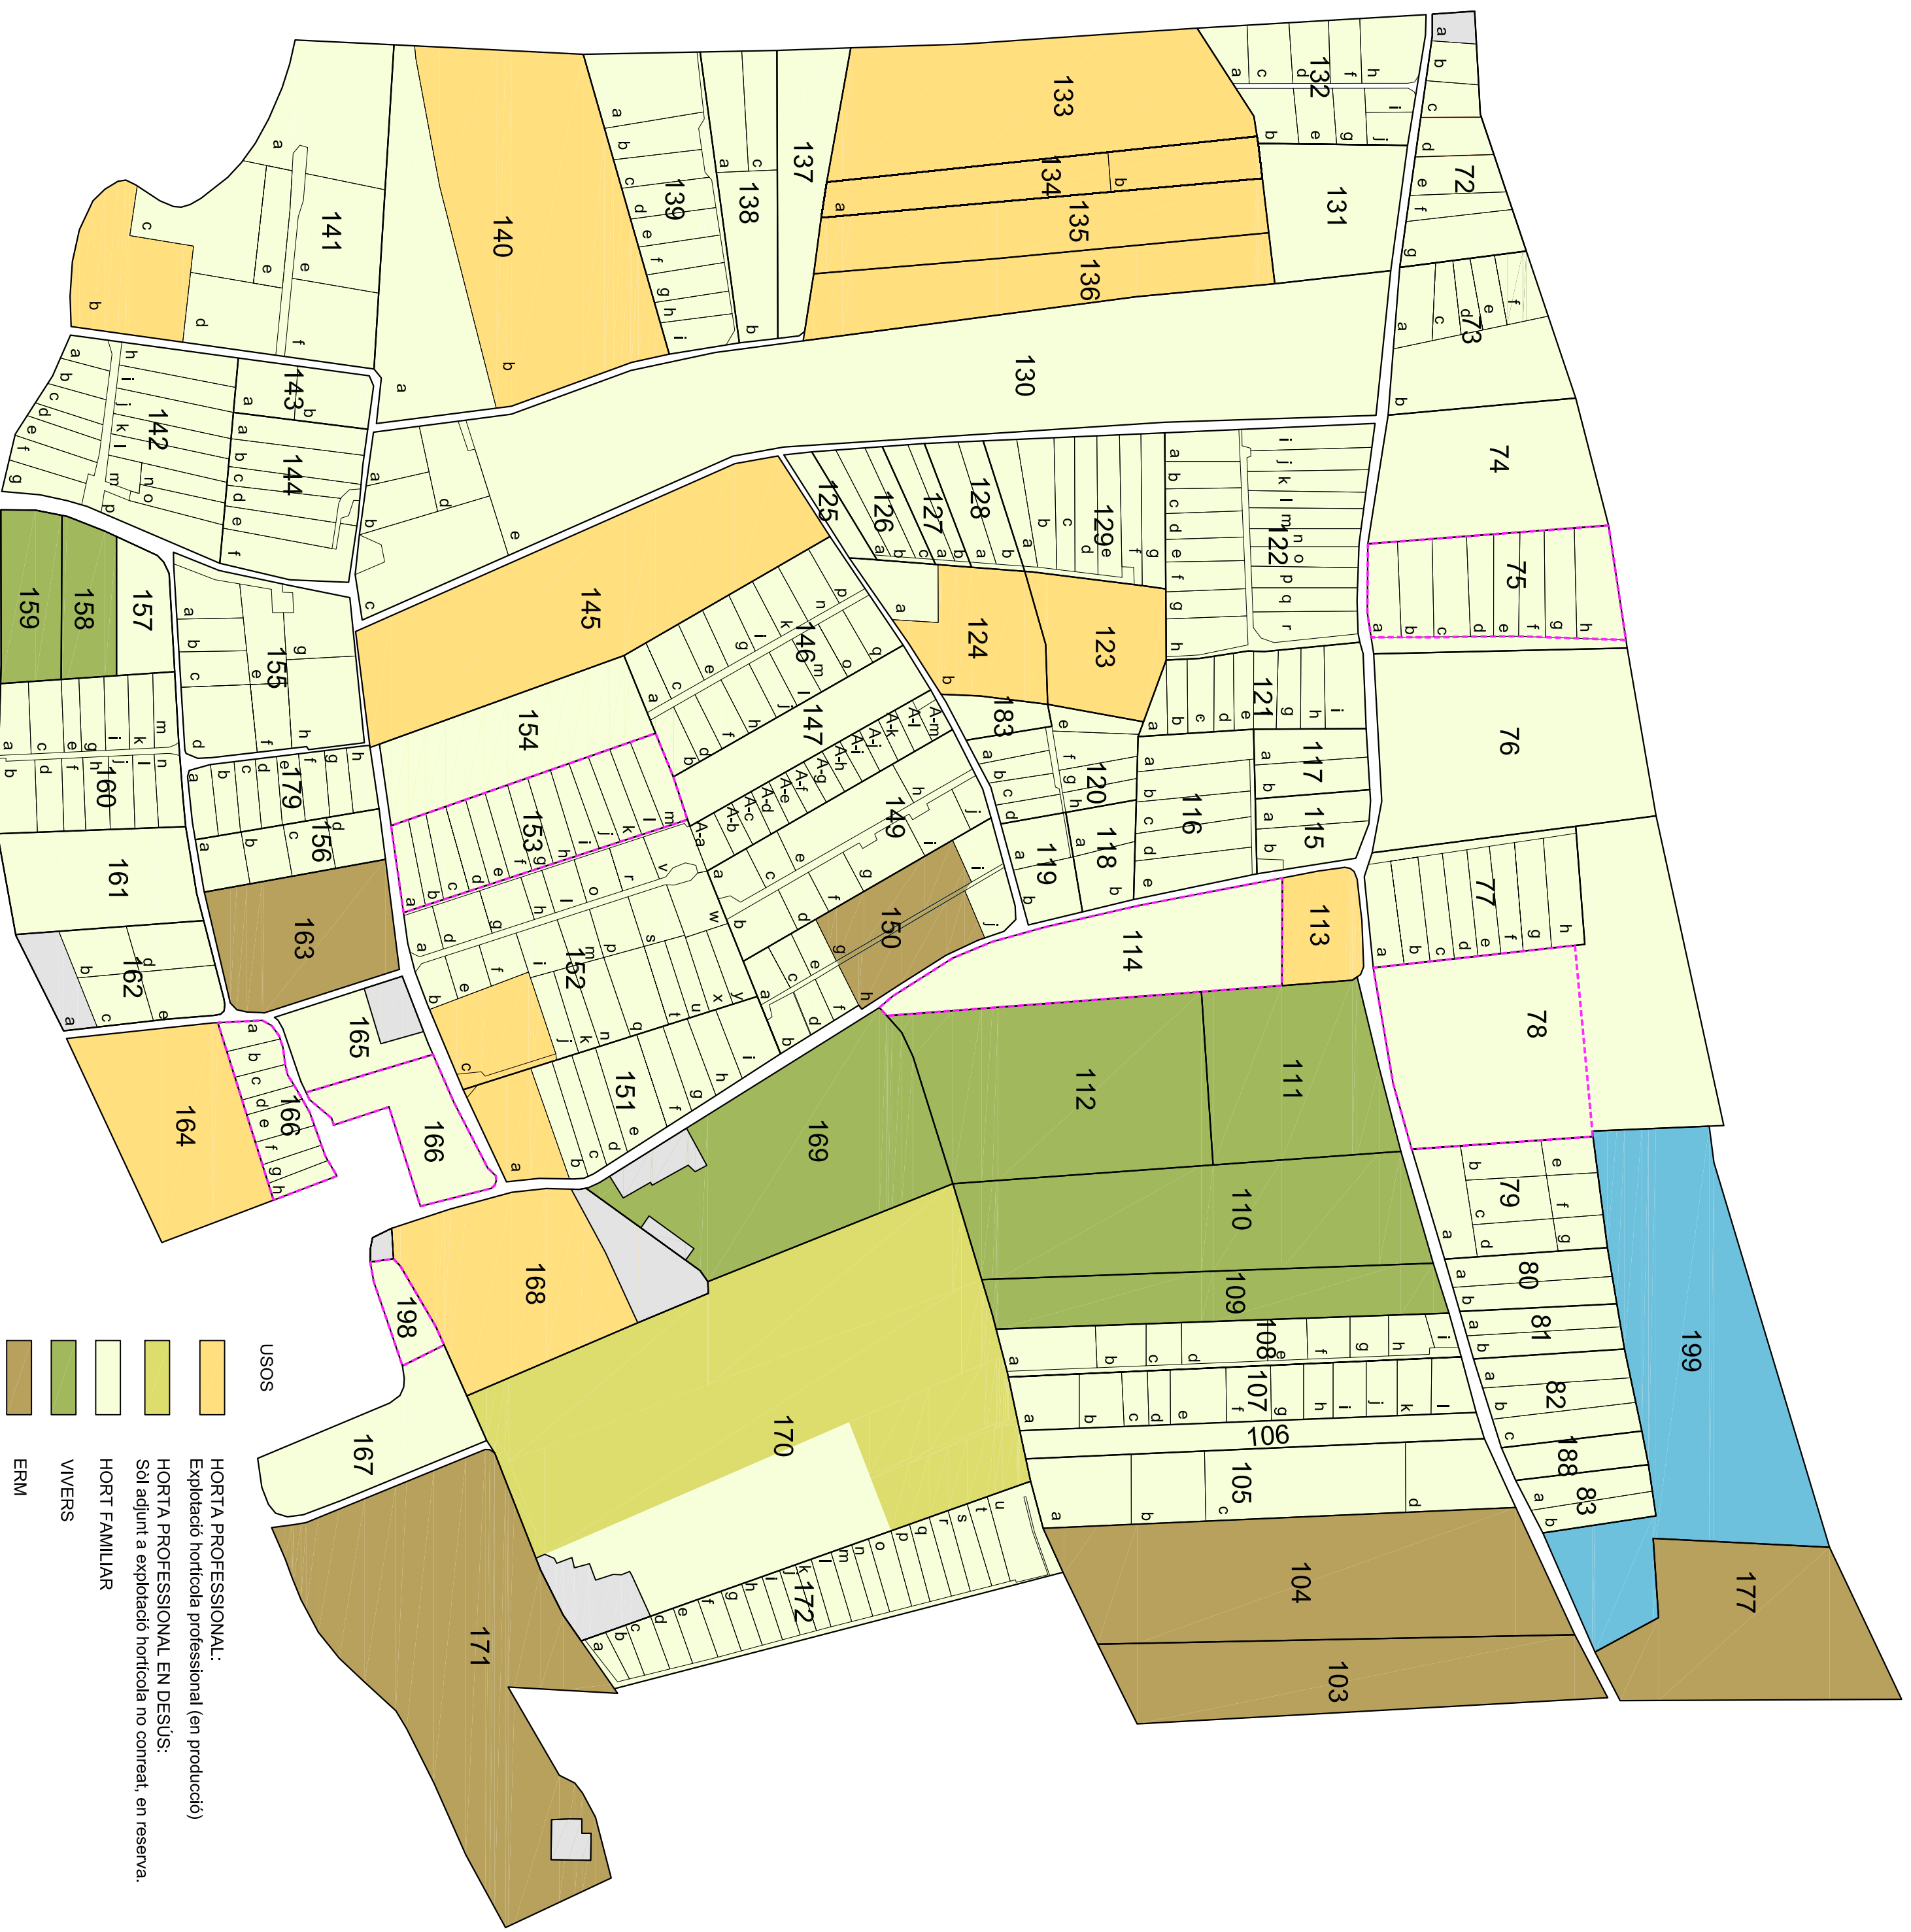 USOS
HORTA PROFESSIONAL:
Explotació hortícola professional (en producció)
HORTA PROFESSIONAL EN DESÚS:
Sòl adjunt a explotació hortícola no conreat, en reserva.
HORT FAMILIAR
VIVERS
ERM
72
a b c d e f g
73
a c d e f b
74
75
a b c d e f g h
76
77
a b c d e f g h
78
79
a b c d e f g
80
a b
81
a b
82
a b c
188
83
a b
199
177
103
104
105
a b c d
106
107
a b c d e f g h i j k l
108
a b c d e f g h i
109
110
111
112
113
114
115
a b
116
a b c d e
117
a b
118
a b
119
a b
120
a b c d e f g h
121
a b c d e g h i
122
a b c d e f g h
i j k l m n o p q r
123
124
a b
125
126
a b c
127
a b
128
a b
129
a b c d e f g
130
a b c d e
131
132
a b c d e f g h i j
133
134
a b
135
136
137
138
a b c
139
a b c d e f g h i
140
a b
141
a b c d e e f
142
a b c d e f g
h i j k l m n o p
143
a b
144
a b c d e f
145
146
a b c d e f g h i j k l m n o p q
147
A-a A-b A-c A-d A-e A-f A-g A-h A-i A-j A-k A-l A-m
149
a b c d e f g h i j
150
a b c d e f g h i j
151
a b c d e f g h i
152
a b c d e f g h i j k l m n o p q r s t u v w x y
153
a b c d e f g h i j k l m
154
155
a b c d e f g h
156
a b c d
157
158
159
160
a b c d e f g h i j k l m n
161
162
a b c d e
163
164
165
166
a b c d e f g h
166
167
168
169
170
171
172
a b c d e f g h i j k l m n o p q r s t u
179
a b c d e f g h
183
198